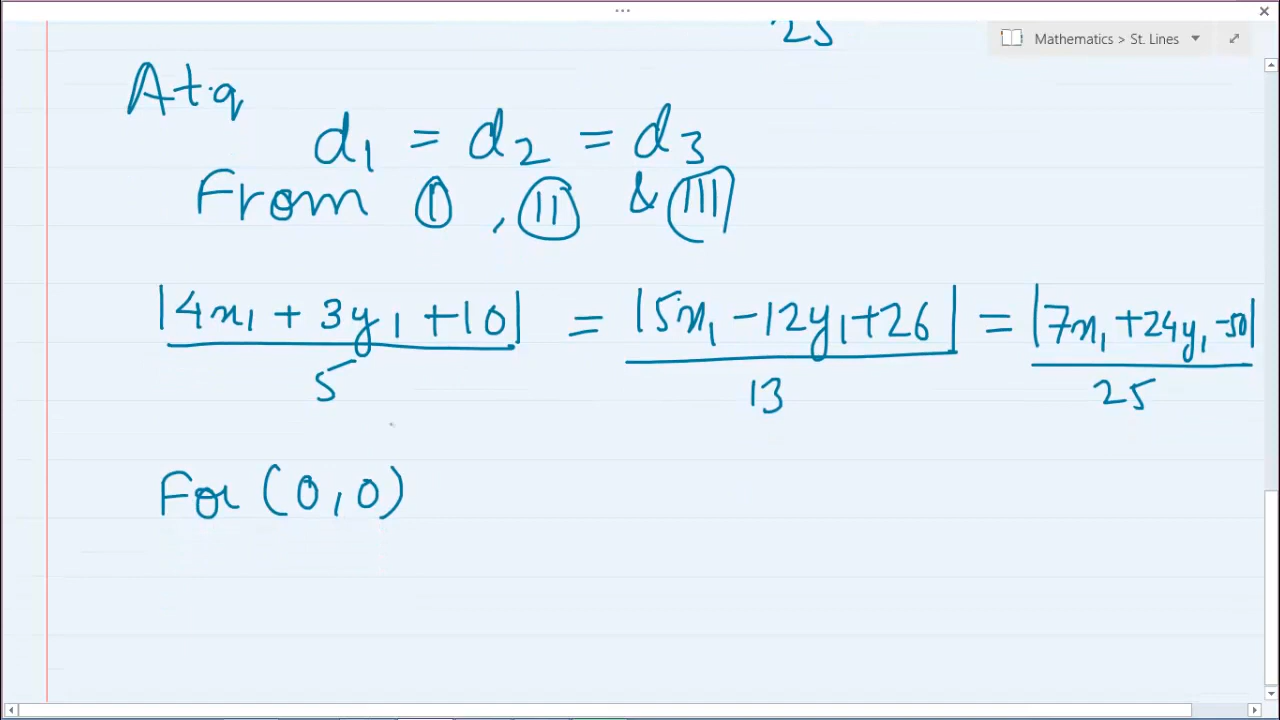 ...
25
Mathematics > St. Lines
At.q
d₁ = d₂ = d₃
From Ⓘ , Ⓘⓘ & Ⓘⓘⓘ
|4x₁ + 3y₁ + 10| / 5 = |5x₁ - 12y₁ + 26| / 13 = |7x₁ + 24y₁ - 50| / 25
For (0,0)